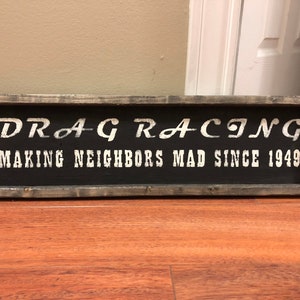 DRAG RACING
MAKING NEIGHBORS MAD SINCE 1949